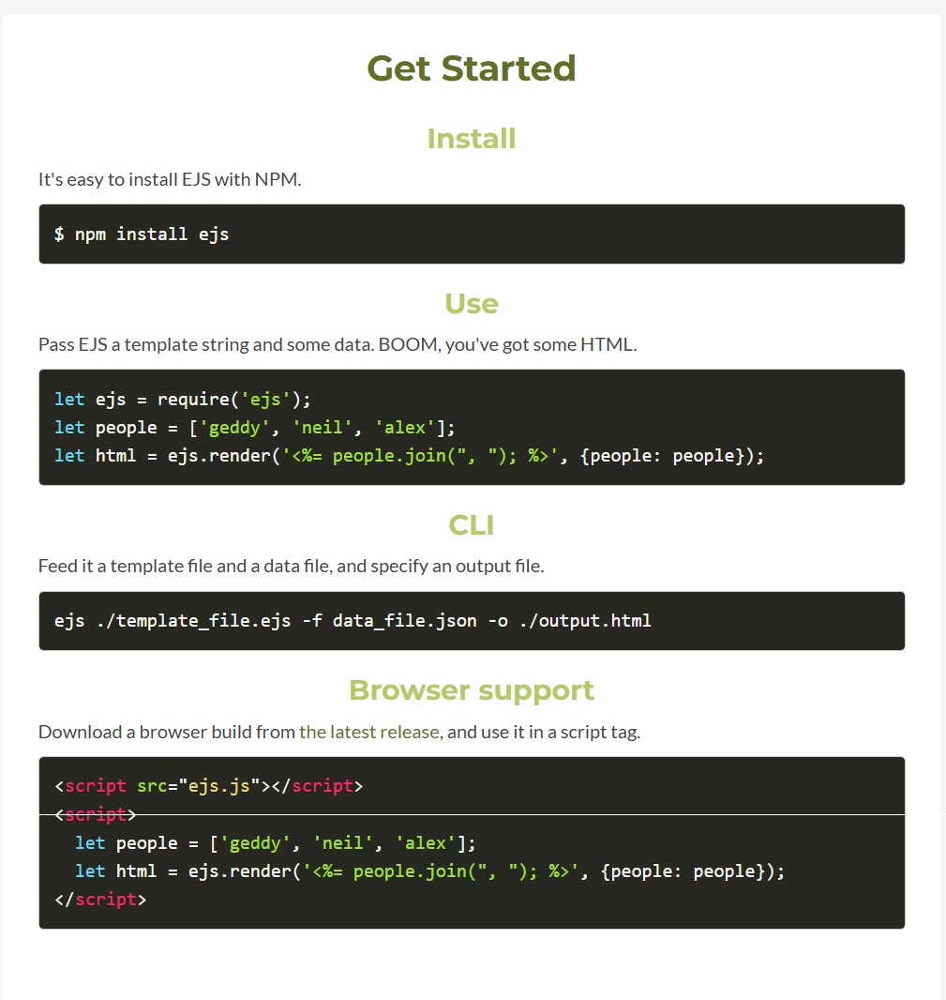 Get Started
Install
It's easy to install EJS with NPM.
$ npm install ejs
Use
Pass EJS a template string and some data. BOOM, you've got some HTML.
let ejs = require('ejs');
let people = ['geddy', 'neil', 'alex'];
let html = ejs.render('<%= people.join(", "); %>', {people: people});
CLI
Feed it a template file and a data file, and specify an output file.
ejs ./template_file.ejs -f data_file.json -o ./output.html
Browser support
Download a browser build from the latest release, and use it in a script tag.
<script src="ejs.js"></script>
<script>
  let people = ['geddy', 'neil', 'alex'];
  let html = ejs.render('<%= people.join(", "); %>', {people: people});
</script>